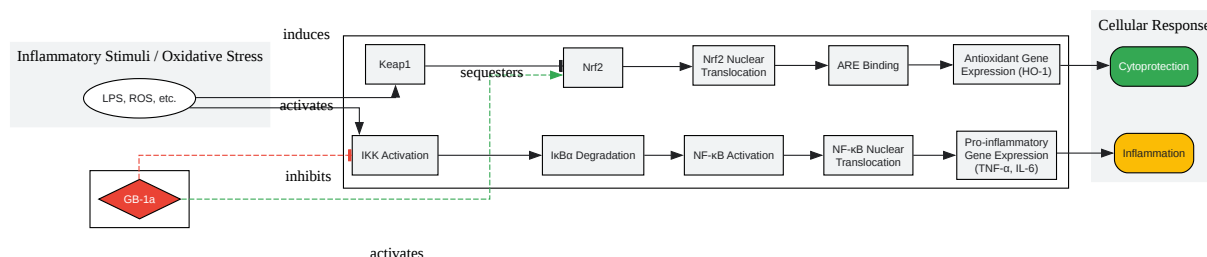 Cellular Response
induces
Inflammatory Stimuli / Oxidative Stress
Keap1
sequesters
Nrf2
Nrf2 Nuclear
Translocation
ARE Binding
Antioxidant Gene
Expression (HO-1)
Cytoprotection
LPS, ROS, etc.
activates
IKK Activation
IκBα Degradation
NF-κB Activation
NF-κB Nuclear
Translocation
Pro-inflammatory
Gene Expression
(TNF-α, IL-6)
Inflammation
inhibits
GB-1a
activates